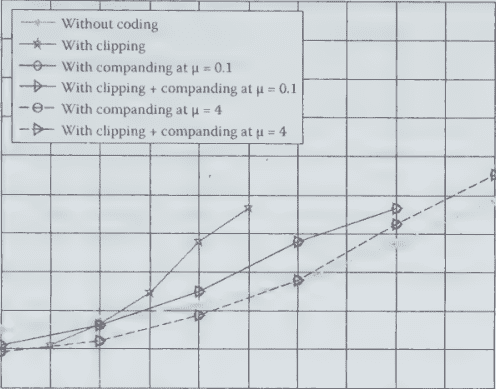 Without coding
With clipping
With companding at μ = 0.1
With clipping + companding at μ = 0.1
With companding at μ = 4
With clipping + companding at μ = 4